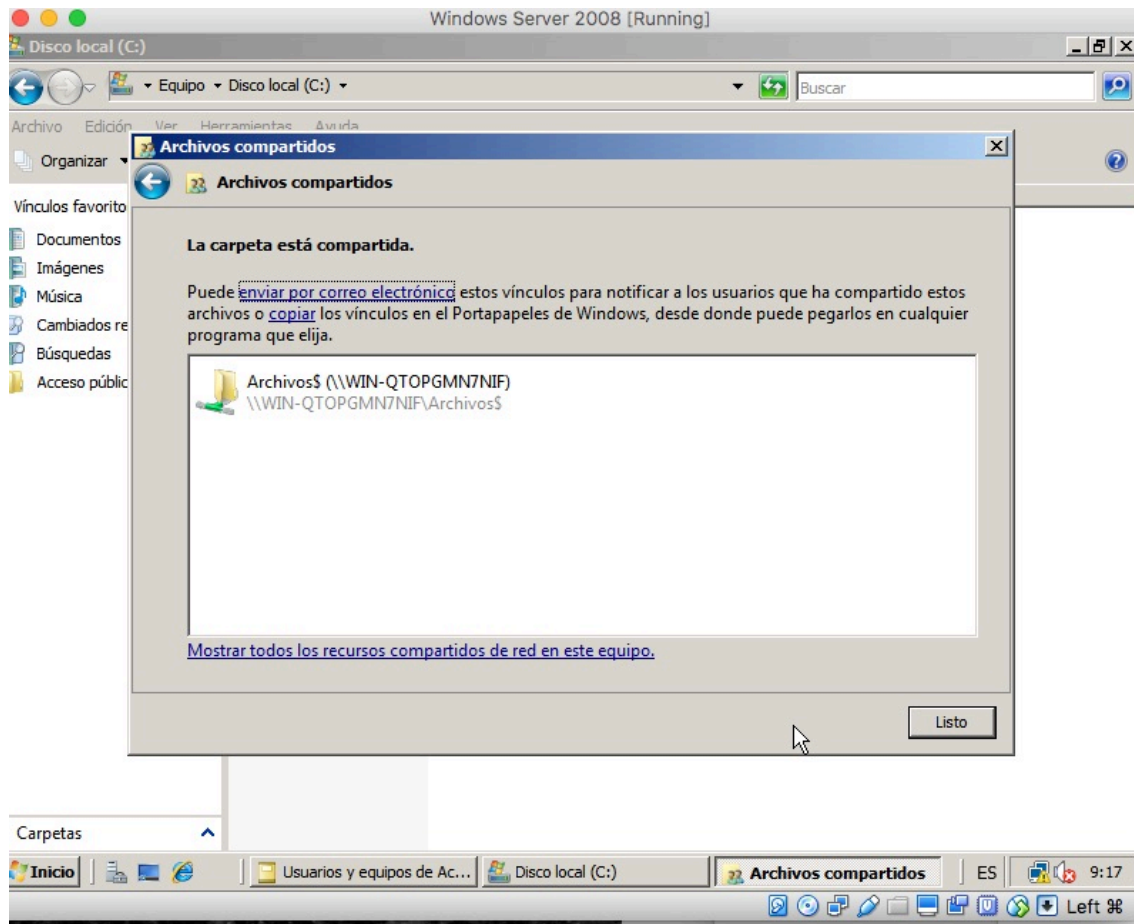 Windows Server 2008 [Running]
Disco local (C:)
Equipo Disco local (C:)
Buscar
Archivo Edición Ver Herramientas Ayuda
Organizar
Archivos compartidos
Archivos compartidos
Vínculos favorito
Documentos
Imágenes
Música
Cambiados re
Búsquedas
Acceso públic
La carpeta está compartida.
Puede enviar por correo electrónico estos vínculos para notificar a los usuarios que ha compartido estos
archivos o copiar los vínculos en el Portapapeles de Windows, desde donde puede pegarlos en cualquier
programa que elija.
Archivos$ (\\WIN-QTOPGMN7NIF)
\\WIN-QTOPGMN7NIF\Archivos$
Mostrar todos los recursos compartidos de red en este equipo.
Listo
Carpetas
Inicio Usuarios y equipos de Ac... Disco local (C:) Archivos compartidos ES 9:17
Left ⌘